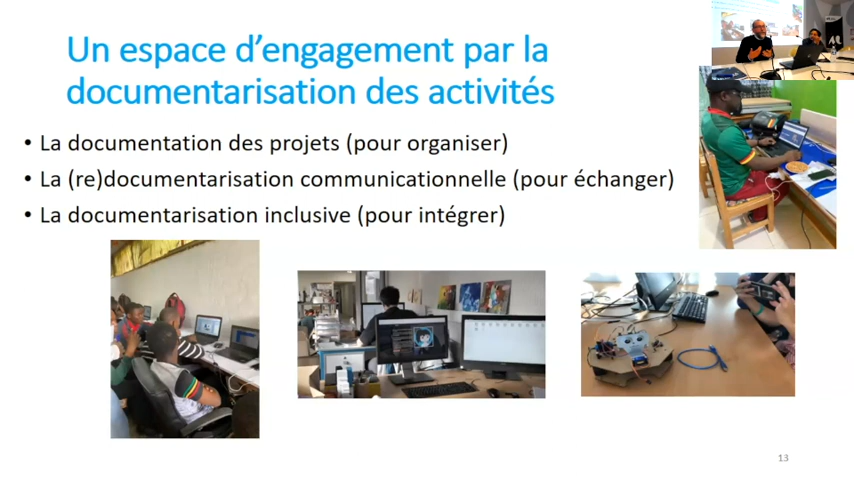 Un espace d’engagement par la
documentarisation des activités
• La documentation des projets (pour organiser)
• La (re)documentarisation communicationnelle (pour échanger)
• La documentarisation inclusive (pour intégrer)
13